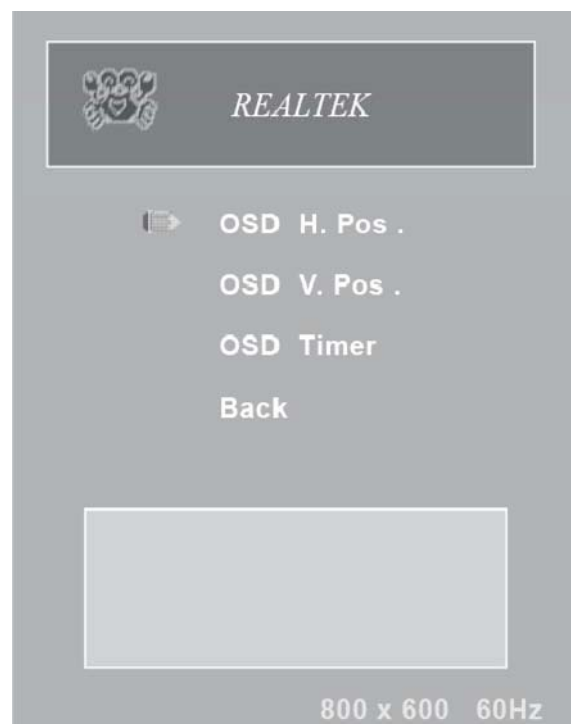 REALTEK
OSD H. Pos .
OSD V. Pos .
OSD Timer
Back
800 x 600 60Hz